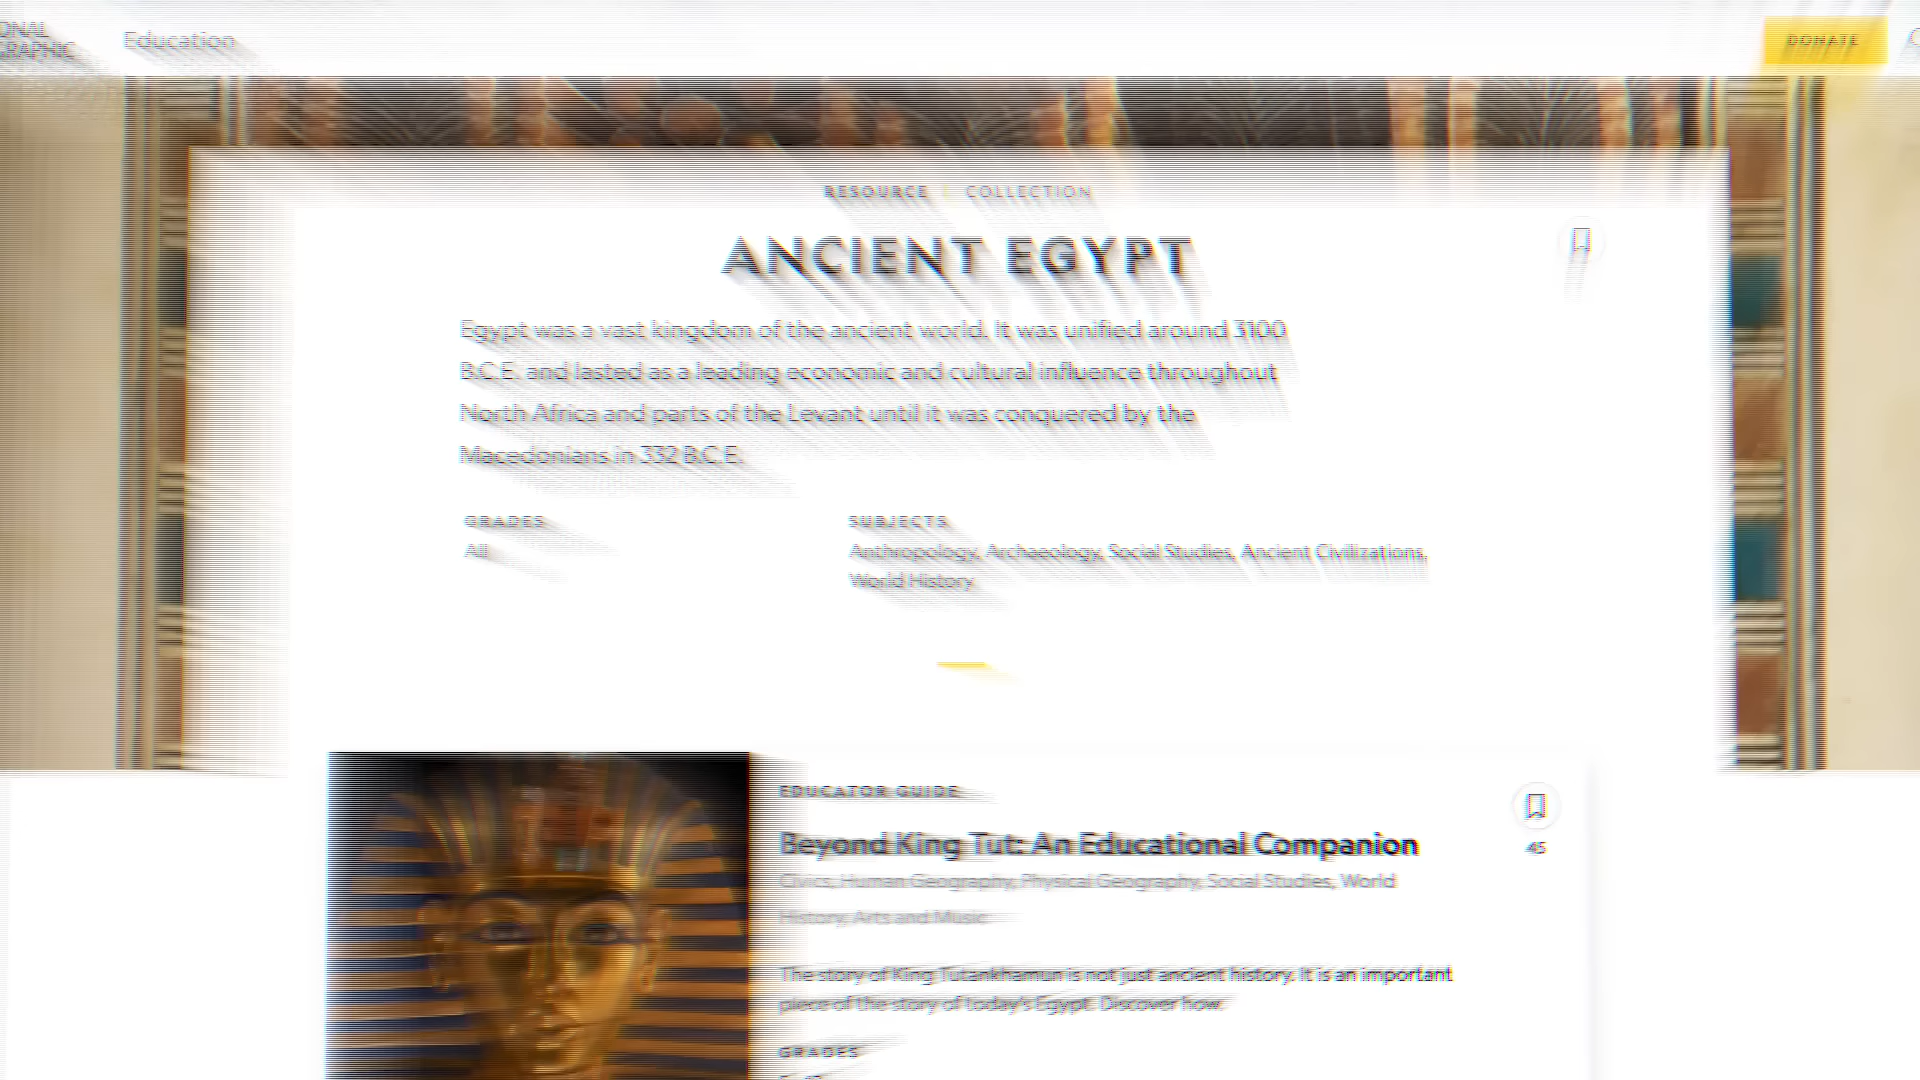 ONAL
GRAPHIC
Education
DONATE
RESOURCE | COLLECTION
ANCIENT EGYPT
Egypt was a vast kingdom of the ancient world. It was unified around 3100
B.C.E. and lasted as a leading economic and cultural influence throughout
North Africa and parts of the Levant until it was conquered by the
Macedonians in 332 B.C.E.
GRADES
All
SUBJECTS
Anthropology, Archaeology, Social Studies, Ancient Civilizations,
World History
EDUCATOR GUIDE
Beyond King Tut: An Educational Companion
45
Civics, Human Geography, Physical Geography, Social Studies, World
History, Arts and Music
The story of King Tutankhamun is not just ancient history. It is an important
piece of the story of today's Egypt. Discover how.
GRADES